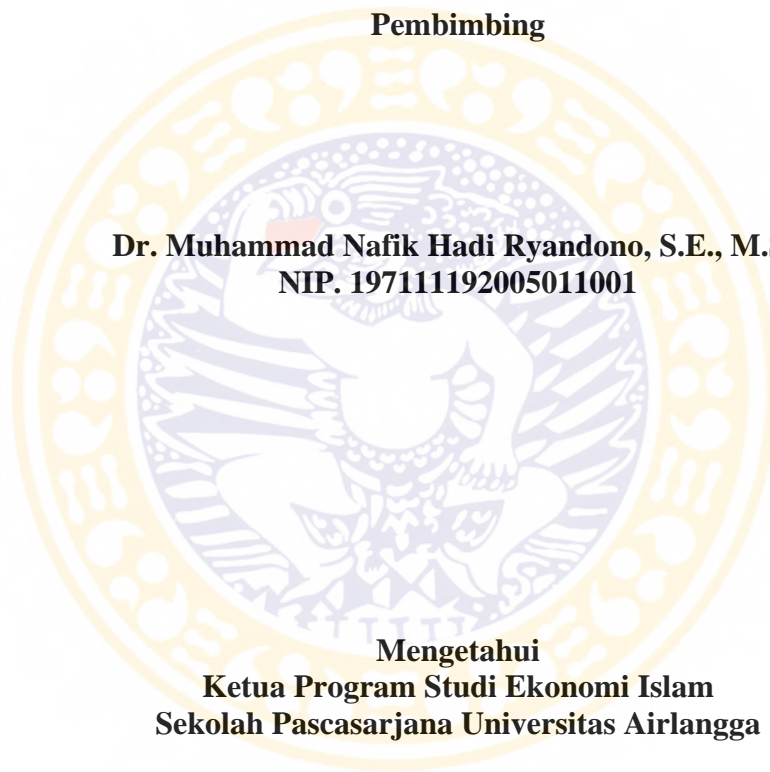 Pembimbing
Dr. Muhammad Nafik Hadi Ryandono, S.E., M.
NIP. 197111192005011001
Mengetahui
Ketua Program Studi Ekonomi Islam
Sekolah Pascasarjana Universitas Airlangga